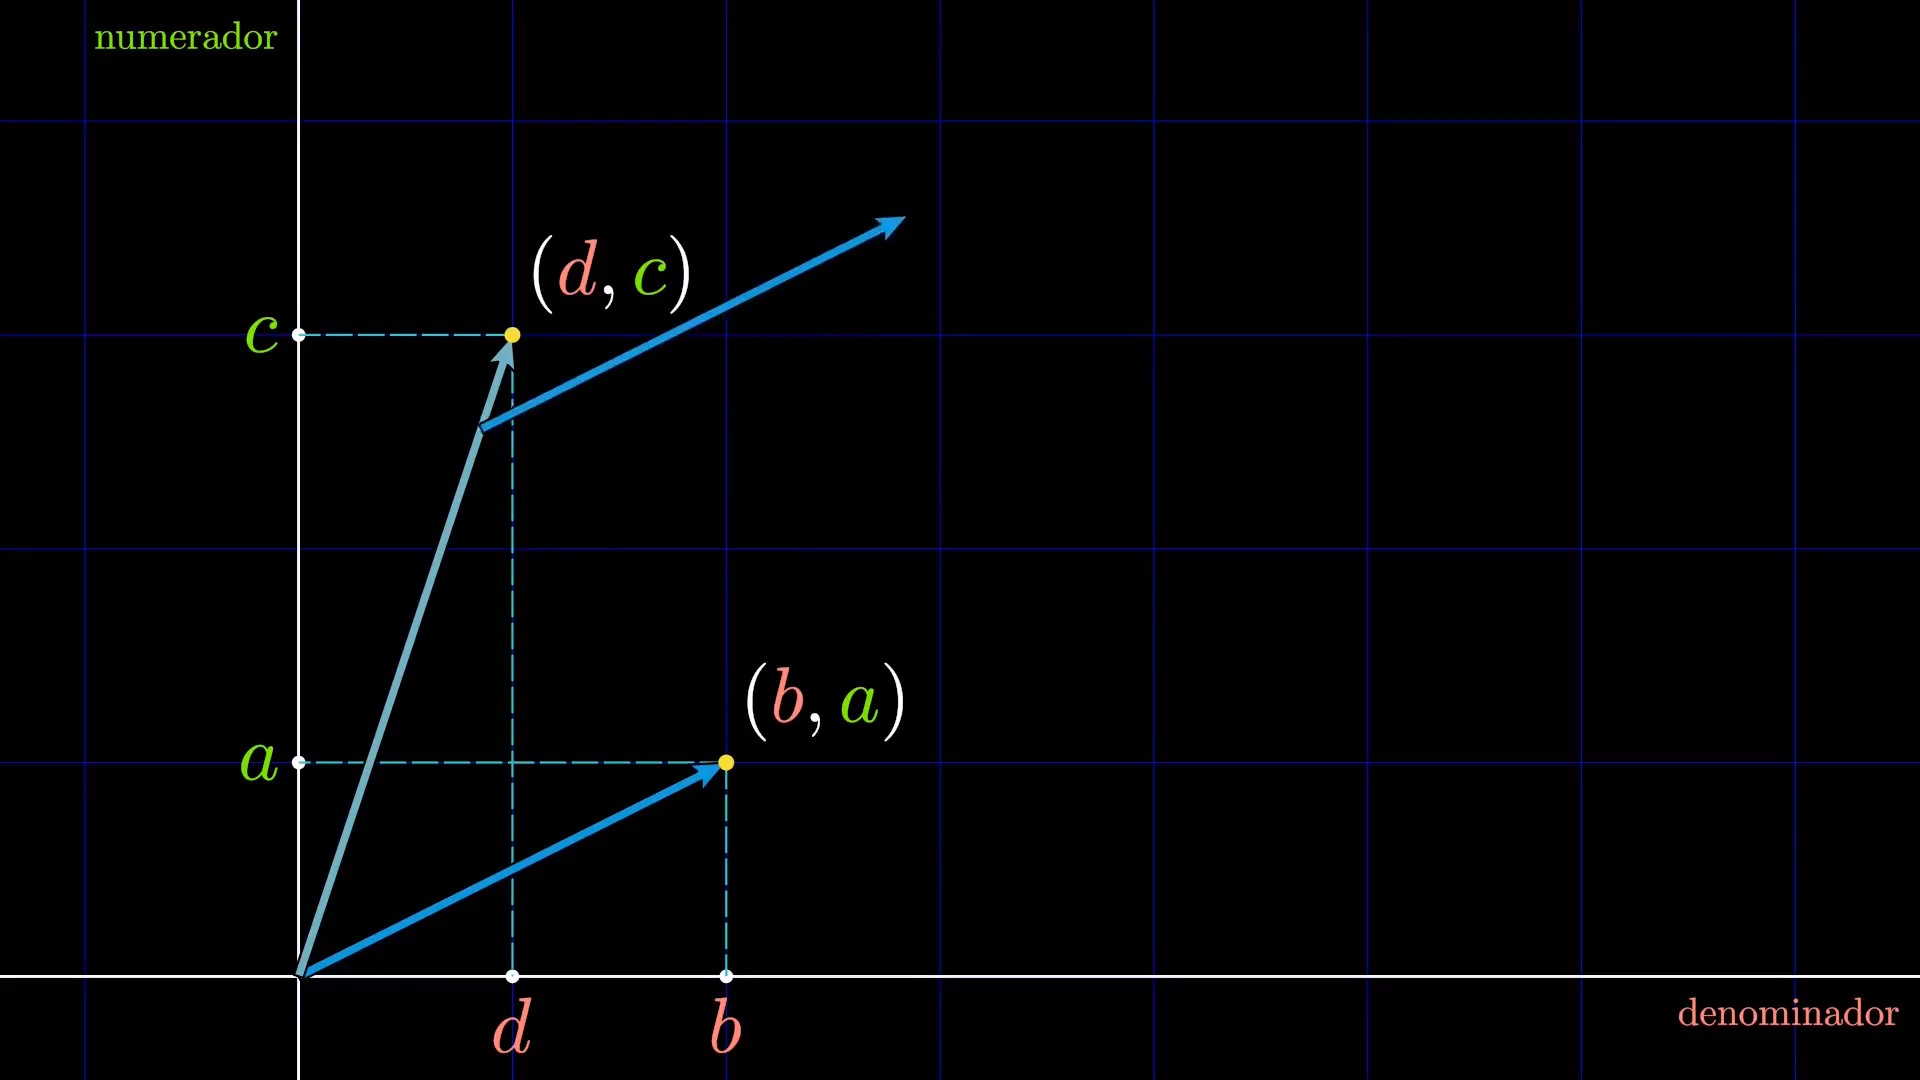 numerador
(d, c)
c
(b, a)
a
d
b
denominador